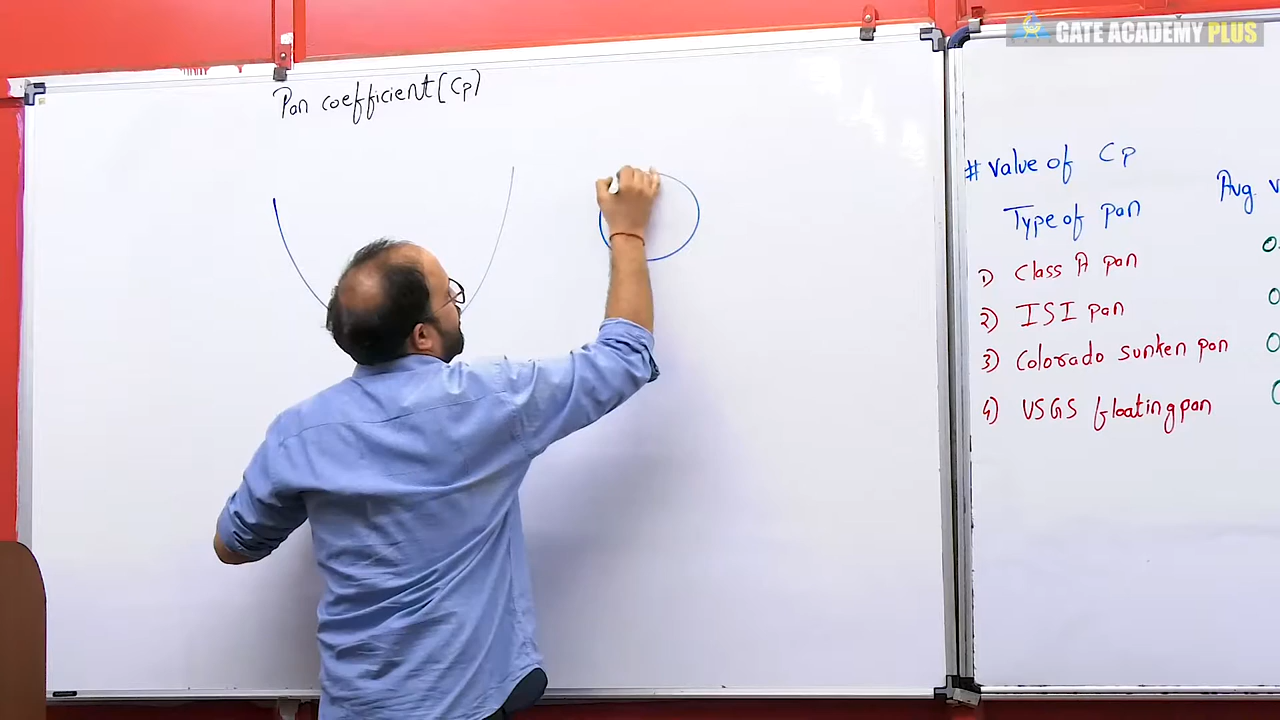 GATE ACADEMY PLUS
Pan coefficient [Cp)
# Value of Cp
Type of pan
Avg.
1) Class A pan
2) ISI pan
3) Colorado sunken pan
4) USGS floating pan